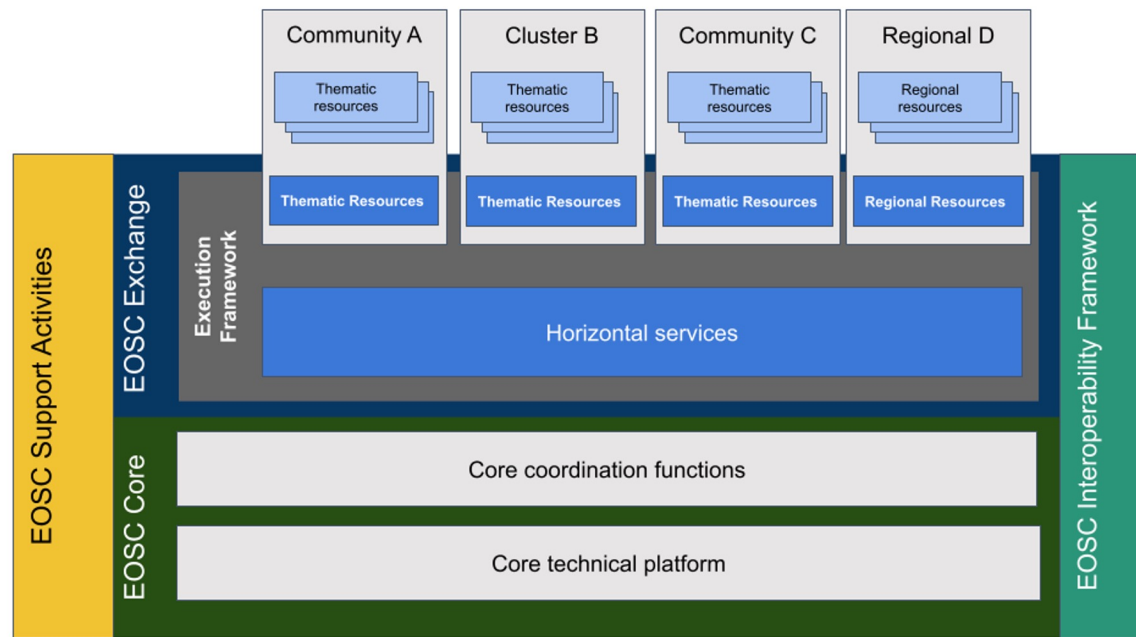 Community A
Cluster B
Community C
Regional D
Thematic
resources
Thematic
resources
Thematic
resources
Regional
resources
Thematic Resources
Thematic Resources
Thematic Resources
Regional Resources
EOSC Support Activities
EOSC Exchange
Execution
Framework
Horizontal services
EOSC Interoperability Framework
EOSC Core
Core coordination functions
Core technical platform